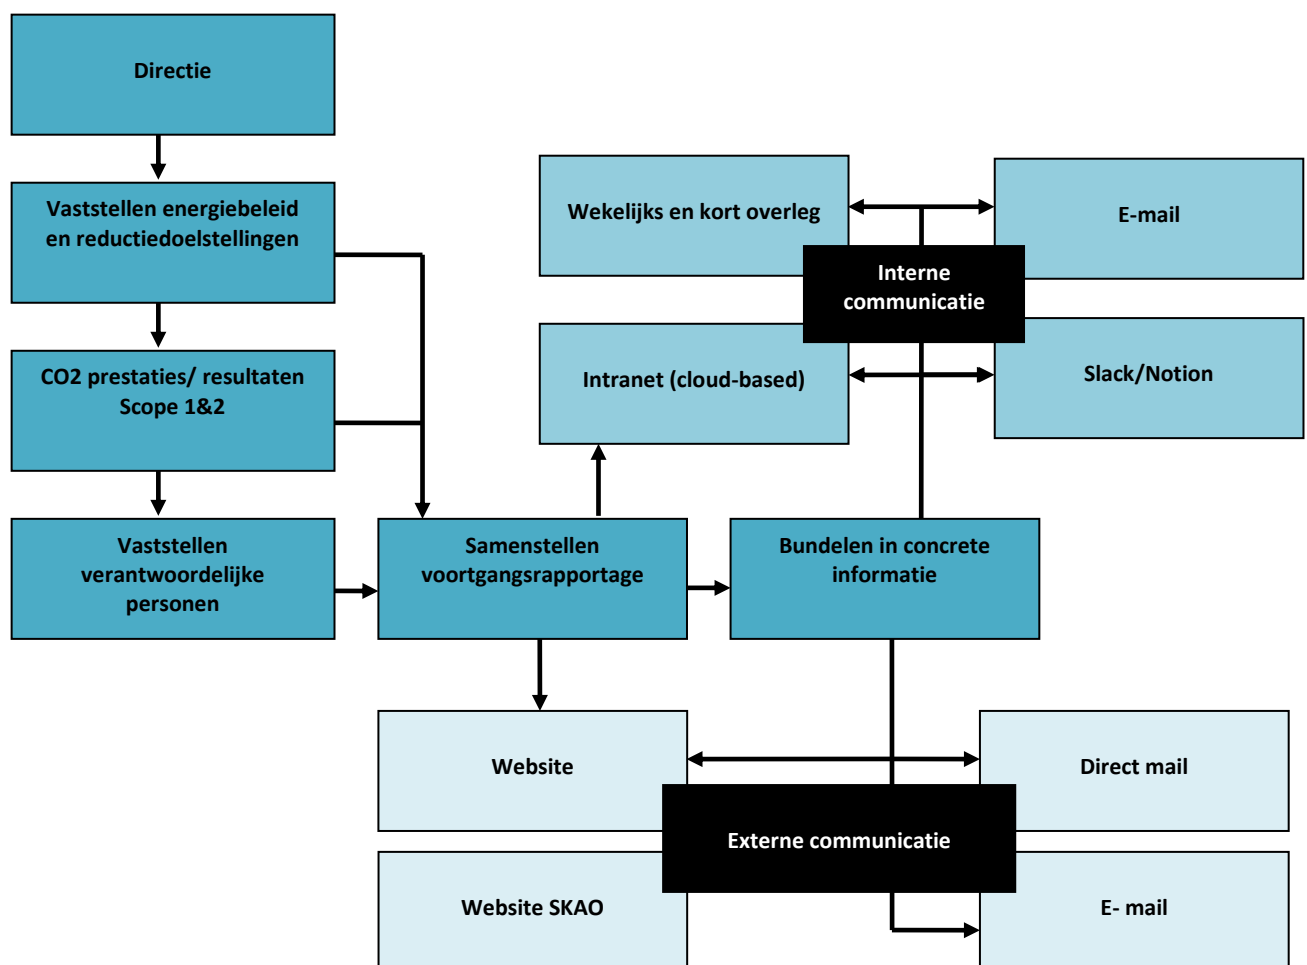 Directie
Vaststellen energiebeleid
en reductiedoelstellingen
CO2 prestaties/ resultaten
Scope 1&2
Vaststellen
verantwoordelijke
personen
Samenstellen
voortgangsrapportage
Bundelen in concrete
informatie
Wekelijks en kort overleg
E-mail
Interne
communicatie
Intranet (cloud-based)
Slack/Notion
Website
Direct mail
Externe communicatie
Website SKAO
E- mail